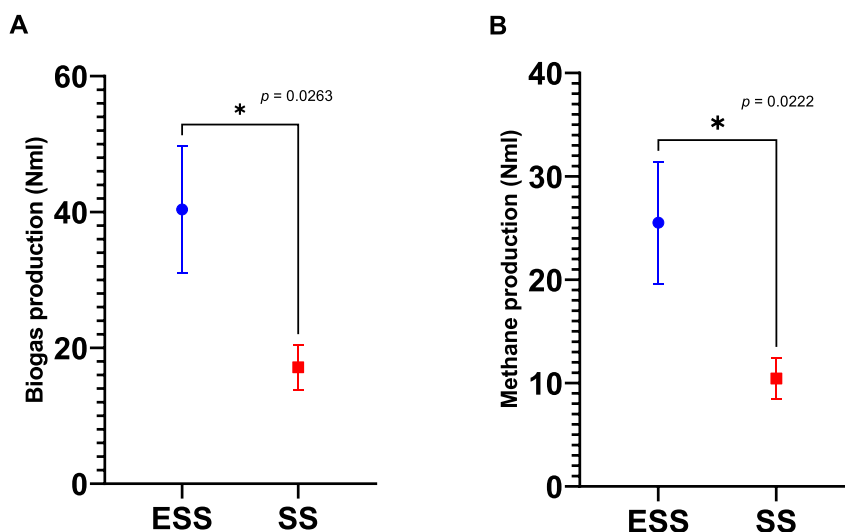 A
Biogas production (Nml)
60
40
20
0
* p = 0.0263
ESS SS
B
Methane production (Nml)
40
30
20
10
0
* p = 0.0222
ESS SS